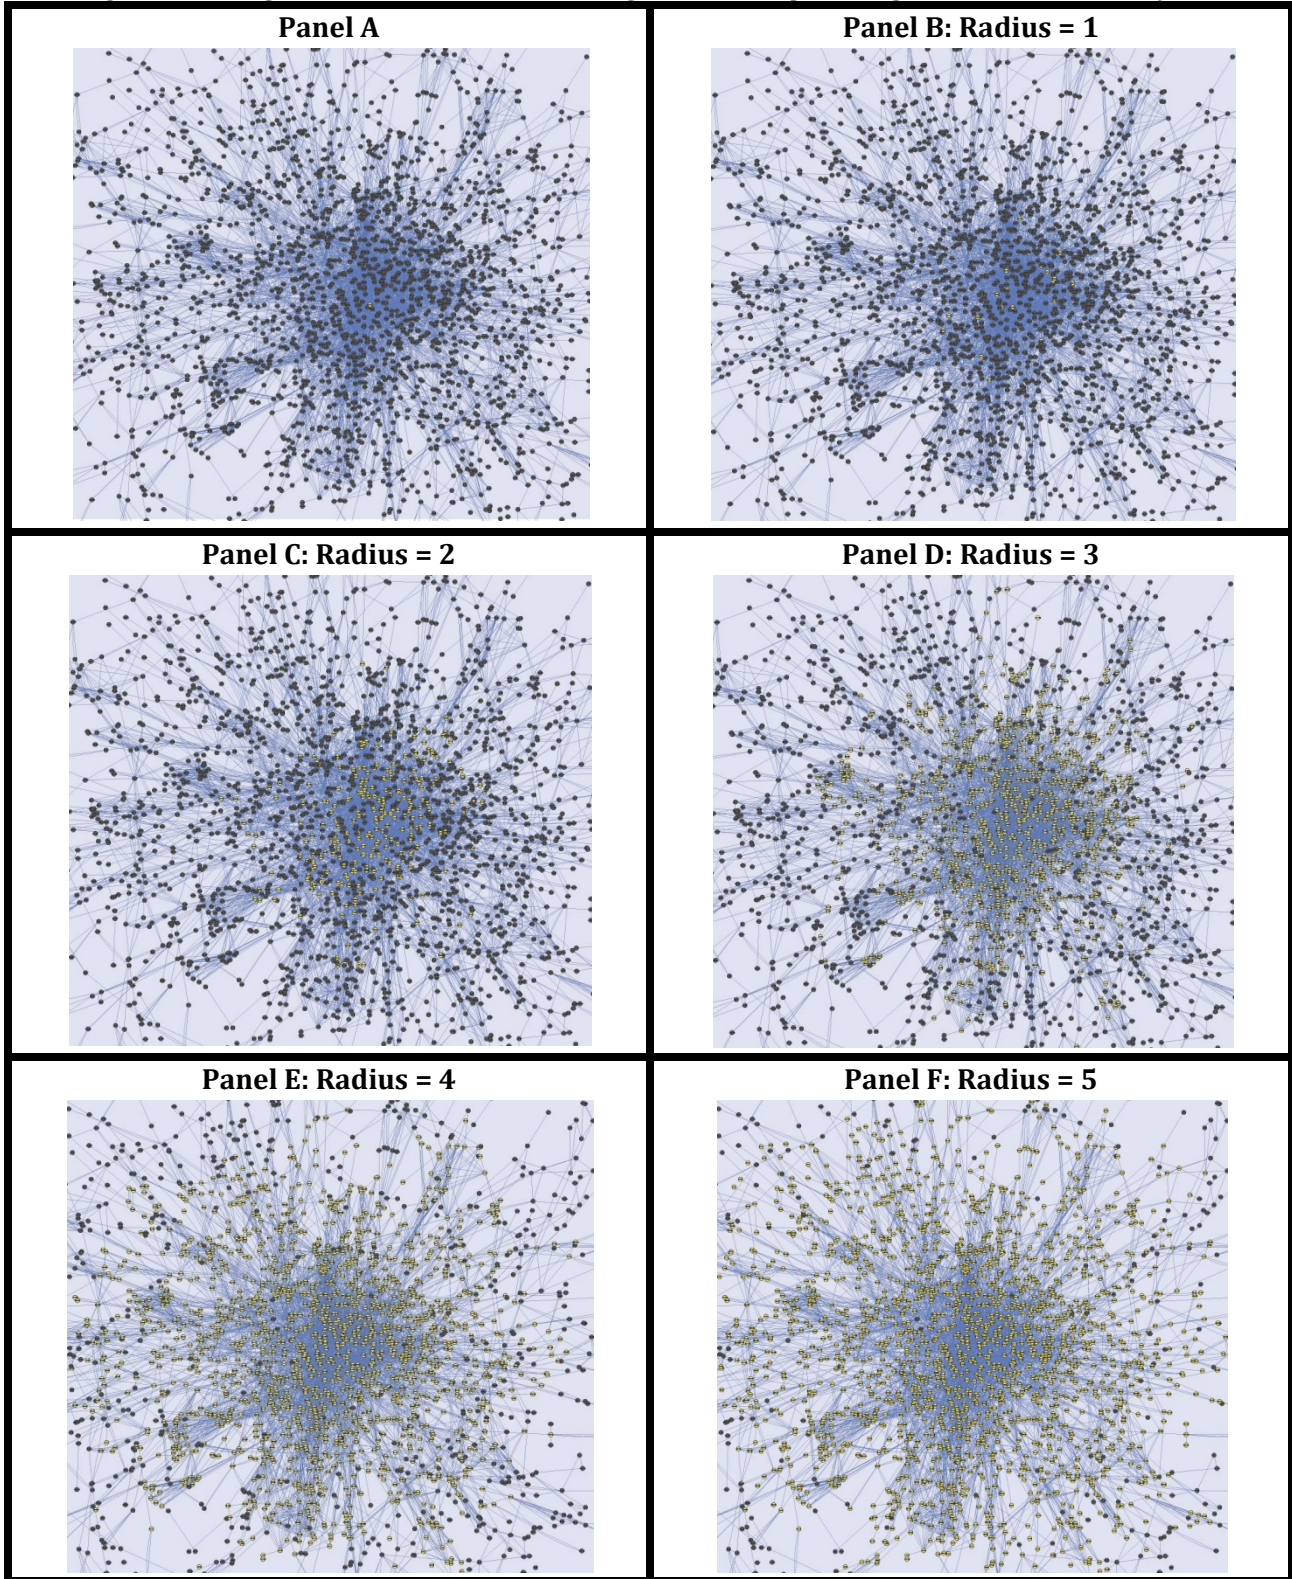 Panel A
Panel B: Radius = 1
Panel C: Radius = 2
Panel D: Radius = 3
Panel E: Radius = 4
Panel F: Radius = 5